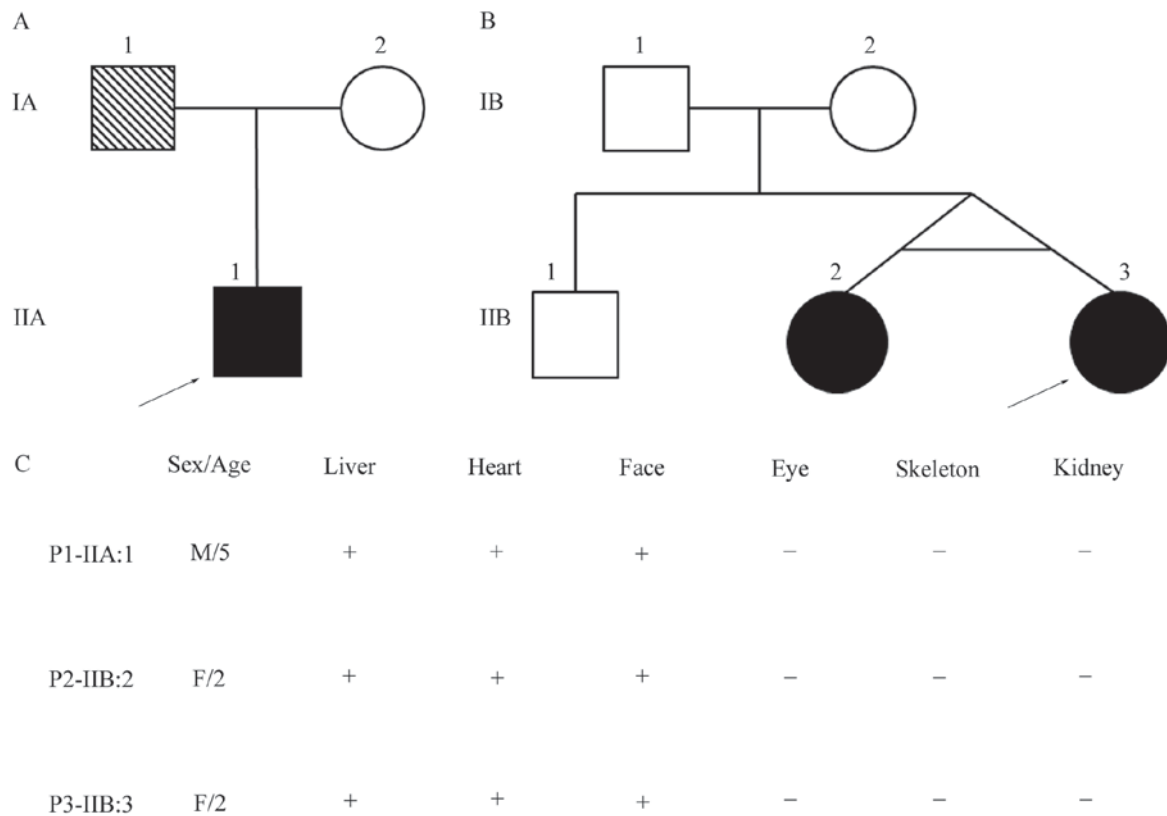 A
B
1 2
1 2
IA
IB
1
1 2 3
IIA
IIB
C Sex/Age Liver Heart Face Eye Skeleton Kidney
P1-IIA:1 M/5 + + + − − −
P2-IIB:2 F/2 + + + − − −
P3-IIB:3 F/2 + + + − − −